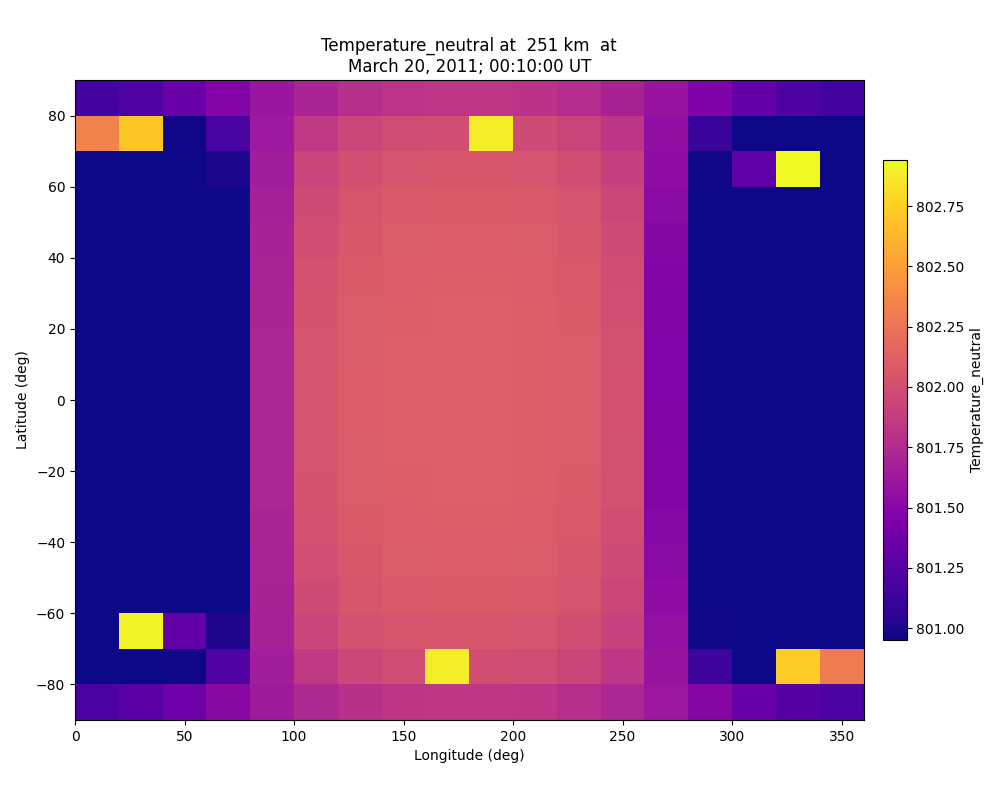 Temperature_neutral at  251 km  at
March 20, 2011; 00:10:00 UT
80
60
40
20
0
−20
−40
−60
−80
Latitude (deg)
0 50 100 150 200 250 300 350
Longitude (deg)
802.75
802.50
802.25
802.00
801.75
801.50
801.25
801.00
Temperature_neutral